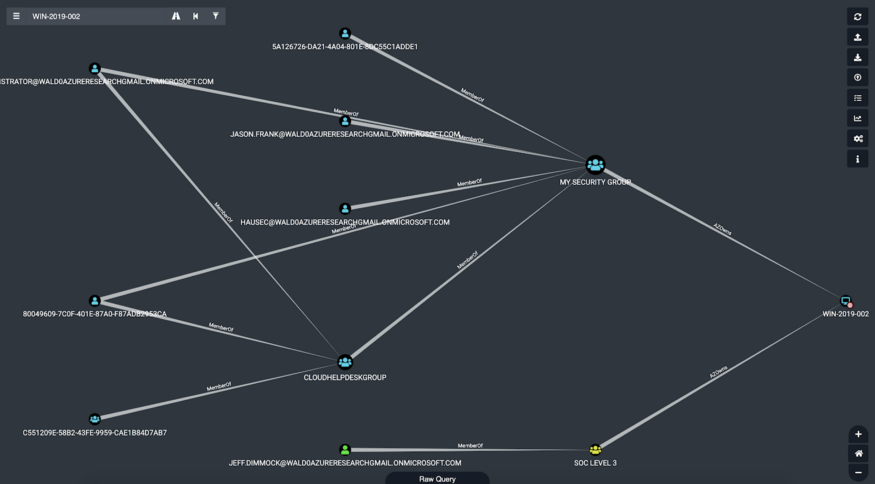 WIN-2019-002
5A126726-DA21-4A04-801E-8DC55C1ADDE1
ISTRATOR@WALD0AZURERESEARCHGMAIL.ONMICROSOFT.COM
MemberOf
MemberOf
JASON.FRANK@WALD0AZURERESEARCHGMAIL.ONMICROSOFT.COM
MemberOf
MY SECURITY GROUP
MemberOf
MemberOf
HAUSEC@WALD0AZURERESEARCHGMAIL.ONMICROSOFT.COM
MemberOf
AZOwns
MemberOf
80049609-7C0F-401E-87A0-F87ADB2953CA
WIN-2019-002
MemberOf
CLOUDHELPDESKGROUP
AZOwns
MemberOf
C551209E-58B2-43FE-9959-CAE1B84D7AB7
MemberOf
JEFF.DIMMOCK@WALD0AZURERESEARCHGMAIL.ONMICROSOFT.COM
SOC LEVEL 3
Raw Query